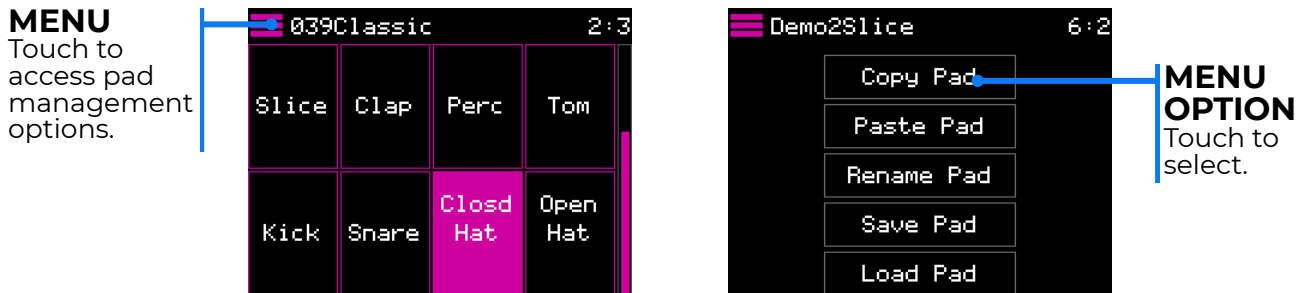 MENU
Touch to
access pad
management
options.
039Classic 2:3
Slice Clap Perc Tom
Kick Snare Closd Hat Open Hat
Demo2Slice 6:2
Copy Pad
Paste Pad
Rename Pad
Save Pad
Load Pad
MENU
OPTION
Touch to
select.